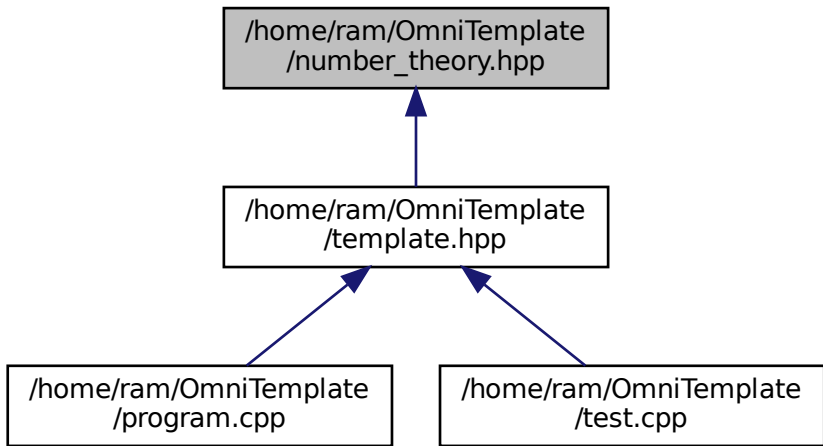 /home/ram/OmniTemplate
/number_theory.hpp
/home/ram/OmniTemplate
/template.hpp
/home/ram/OmniTemplate
/program.cpp
/home/ram/OmniTemplate
/test.cpp